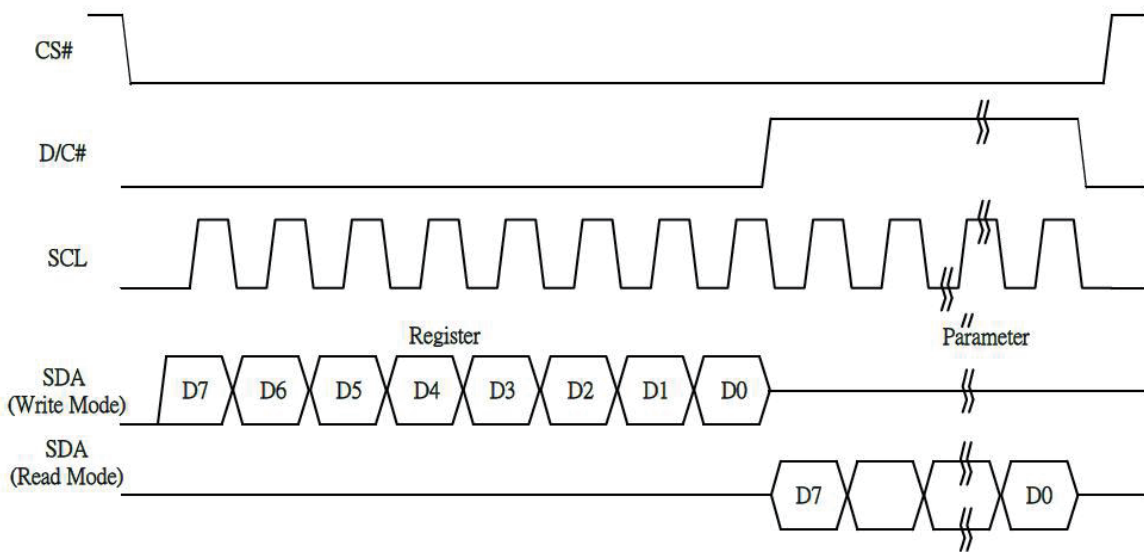 CS#
D/C#
SCL
Register Parameter
SDA
(Write Mode)
D7 D6 D5 D4 D3 D2 D1 D0
SDA
(Read Mode)
D7 D0